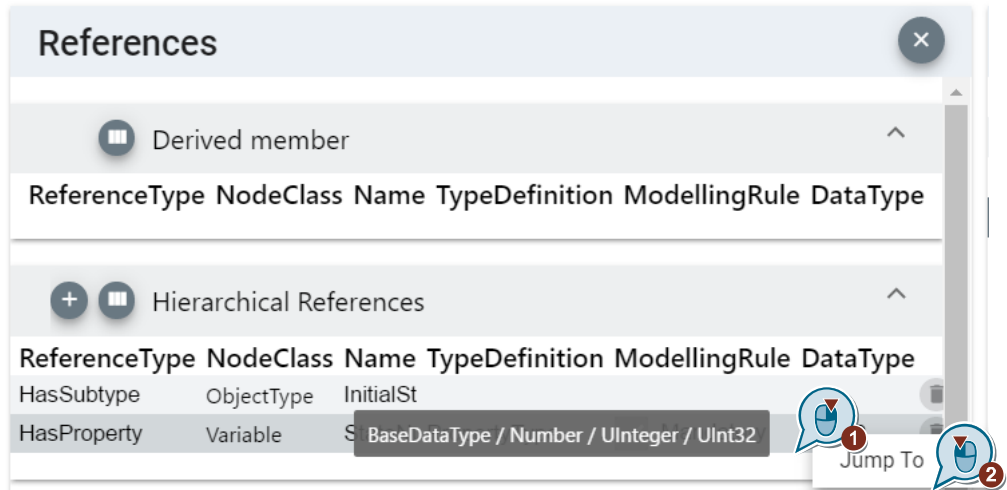 References
Derived member
ReferenceType NodeClass Name TypeDefinition ModellingRule DataType
Hierarchical References
ReferenceType NodeClass Name TypeDefinition ModellingRule DataType
HasSubtype ObjectType InitialSt
HasProperty Variable
BaseDataType / Number / UInteger / UInt32
1
Jump To
2